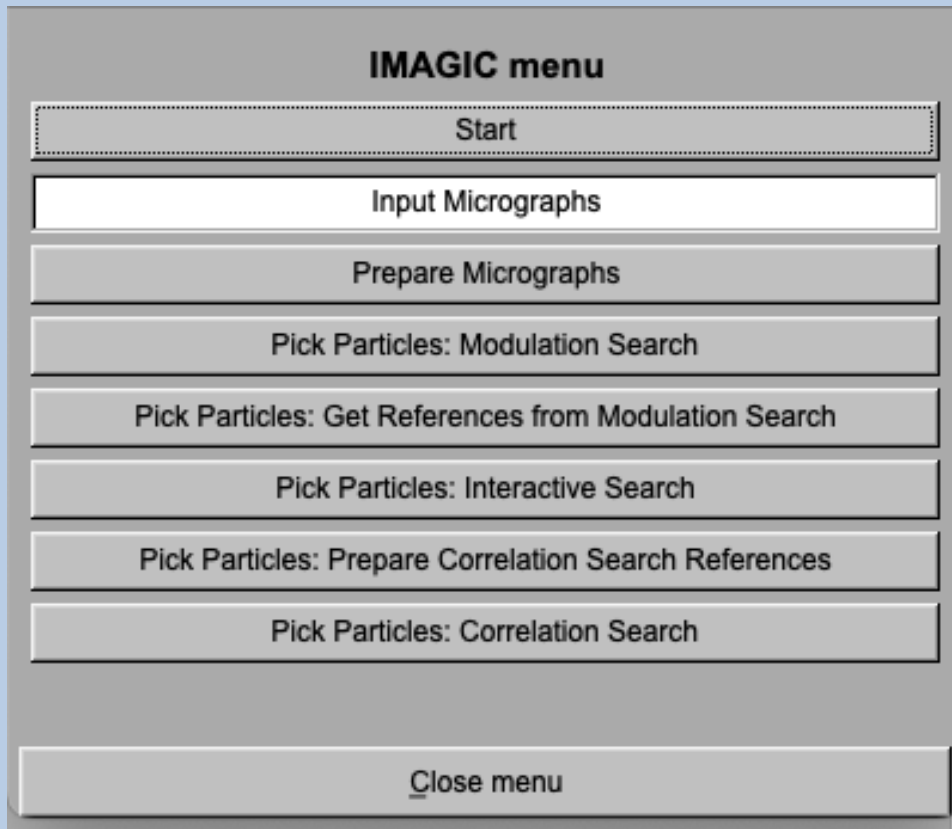 IMAGIC menu
Start
Input Micrographs
Prepare Micrographs
Pick Particles: Modulation Search
Pick Particles: Get References from Modulation Search
Pick Particles: Interactive Search
Pick Particles: Prepare Correlation Search References
Pick Particles: Correlation Search
Close menu